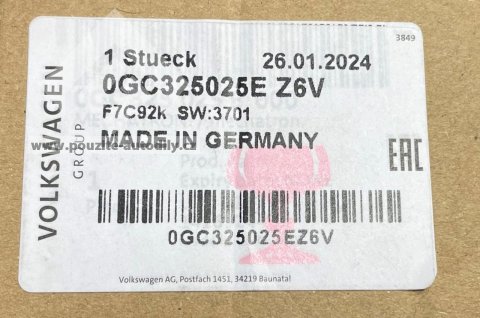 3849
1 Stueck 26.01.2024
0GC325025E Z6V
F7C92k SW:3701
MADE IN GERMANY
www.pouzite-autodily.cz
VOLKSWAGEN
GROUP
EAC
0GC325025EZ6V
Volkswagen AG, Postfach 1451, 34219 Baunatal